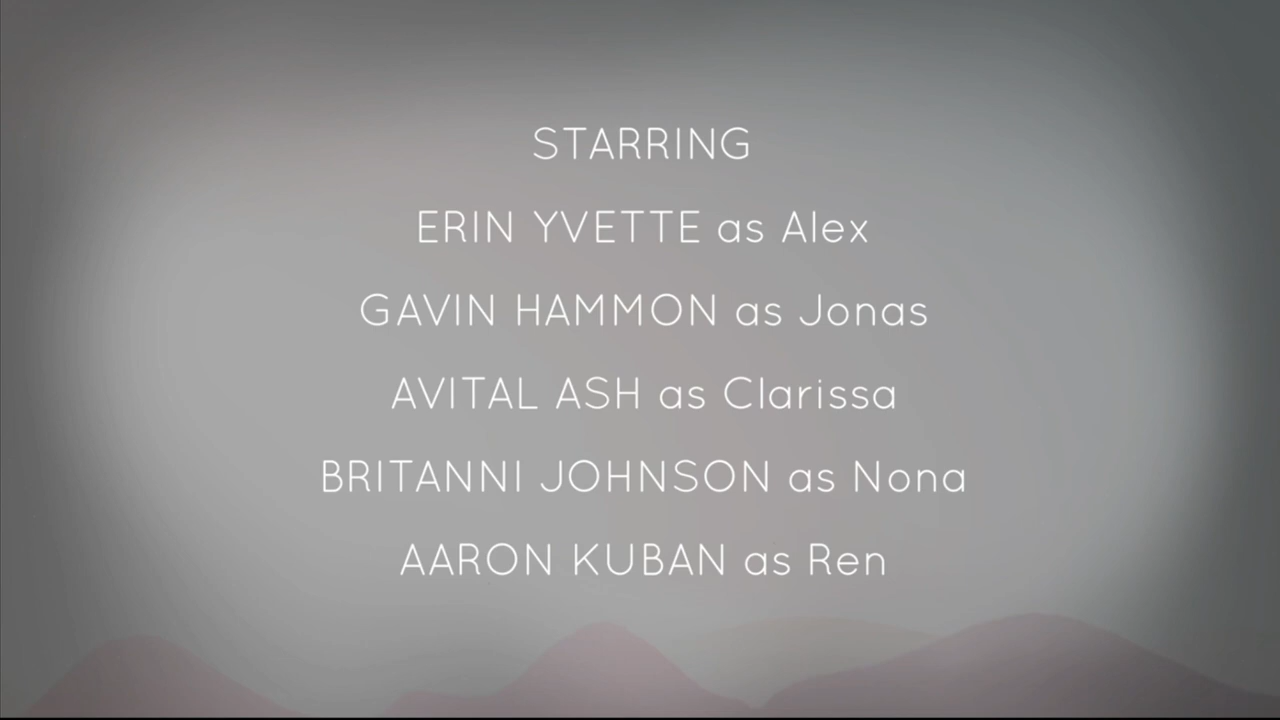 STARRING
ERIN YVETTE as Alex
GAVIN HAMMON as Jonas
AVITAL ASH as Clarissa
BRITANNI JOHNSON as Nona
AARON KUBAN as Ren